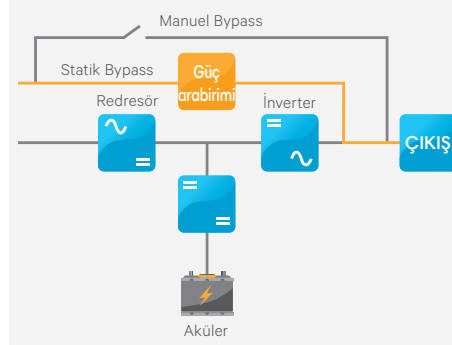 Manuel Bypass
Statik Bypass
Güç
arabirimi
Redresör
İnverter
ÇIKIŞ
Aküler